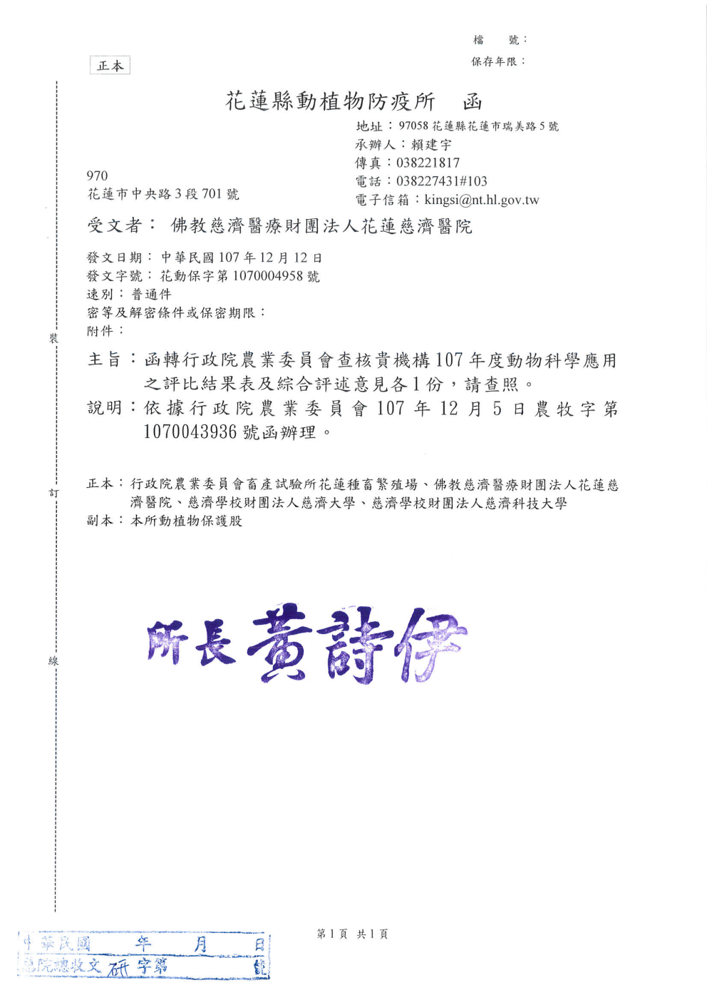 檔　　號：
保存年限：
正本
花蓮縣動植物防疫所　函
地址：97058花蓮縣花蓮市瑞美路5號
承辦人：賴建宇
傳真：038221817
電話：038227431#103
電子信箱：kingsi@nt.hl.gov.tw
970
花蓮市中央路3段701號
受文者：佛教慈濟醫療財團法人花蓮慈濟醫院
發文日期：中華民國107年12月12日
發文字號：花動保字第1070004958號
速別：普通件
密等及解密條件或保密期限：
附件：
主旨：函轉行政院農業委員會查核貴機構107年度動物科學應用
之評比結果表及綜合評述意見各1份，請查照。
說明：依據行政院農業委員會107年12月5日農牧字第
1070043936號函辦理。
正本：行政院農業委員會畜產試驗所花蓮種畜繁殖場、佛教慈濟醫療財團法人花蓮慈
濟醫院、慈濟學校財團法人慈濟大學、慈濟學校財團法人慈濟科技大學
副本：本所動植物保護股
裝
訂
線
所長黃詩伊
第1頁 共1頁
中華民國　年　月　日
院總收文研字第　號